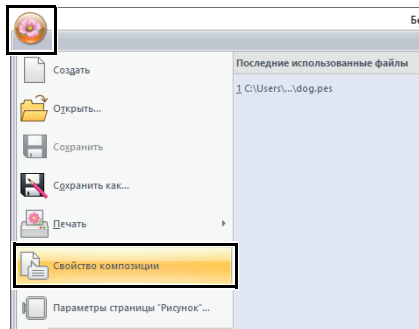 Бе
Последние использованные файлы
1 C:\Users\...\dog.pes
Создать
Открыть...
Сохранить
Сохранить как...
Печать
Свойство композиции
Параметры страницы "Рисунок"...